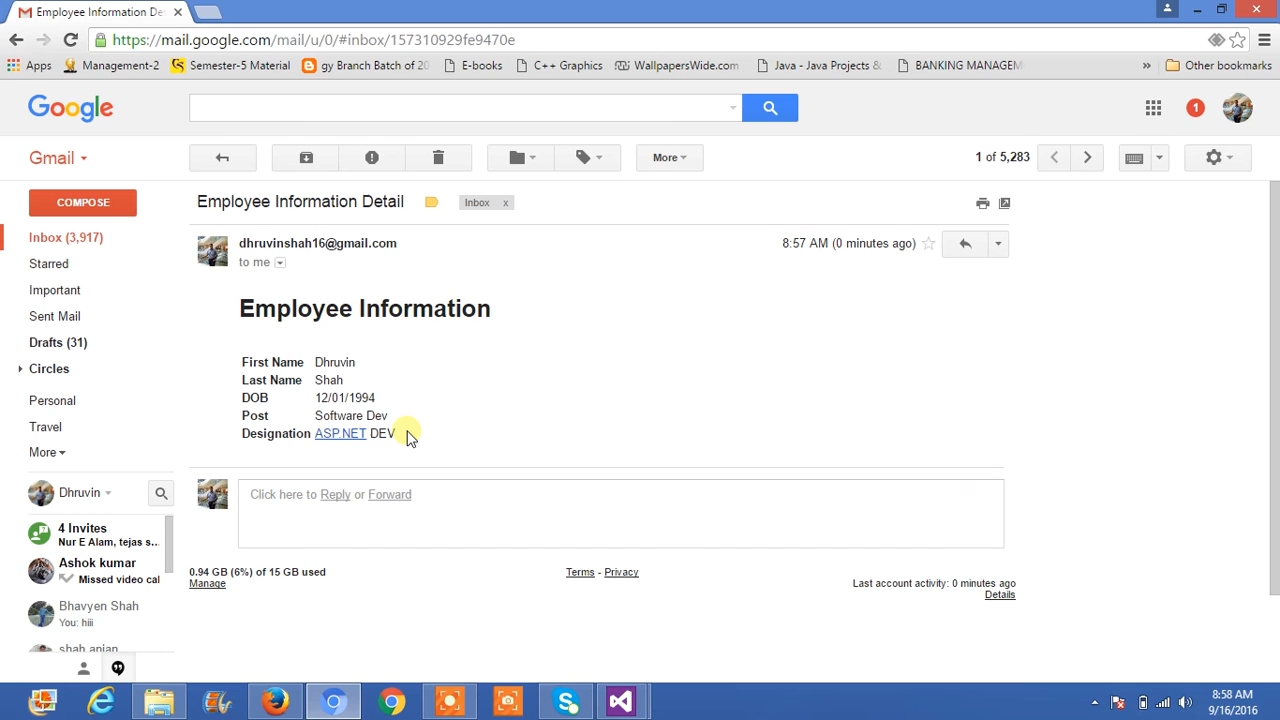 Employee Information De
https://mail.google.com/mail/u/0/#inbox/157310929fe9470e
Apps Management-2 Semester-5 Material gy Branch Batch of 20 E-books C++ Graphics WallpapersWide.com Java - Java Projects & BANKING MANAGEM » Other bookmarks
Google
1
Gmail
More
1 of 5,283
COMPOSE
Employee Information Detail
Inbox x
Inbox (3,917)
dhruvinshah16@gmail.com
8:57 AM (0 minutes ago)
to me
Starred
Important
Sent Mail
Drafts (31)
Circles
Personal
Travel
More
Employee Information
First Name Dhruvin
Last Name Shah
DOB 12/01/1994
Post Software Dev
Designation ASP.NET DEV
Dhruvin
Click here to Reply or Forward
4 Invites
Nur E Alam, tejas s...
Ashok kumar
Missed video cal
Bhavyen Shah
You: hiii
shah anjan
0.94 GB (6%) of 15 GB used
Manage
Terms - Privacy
Last account activity: 0 minutes ago
Details
8:58 AM
9/16/2016